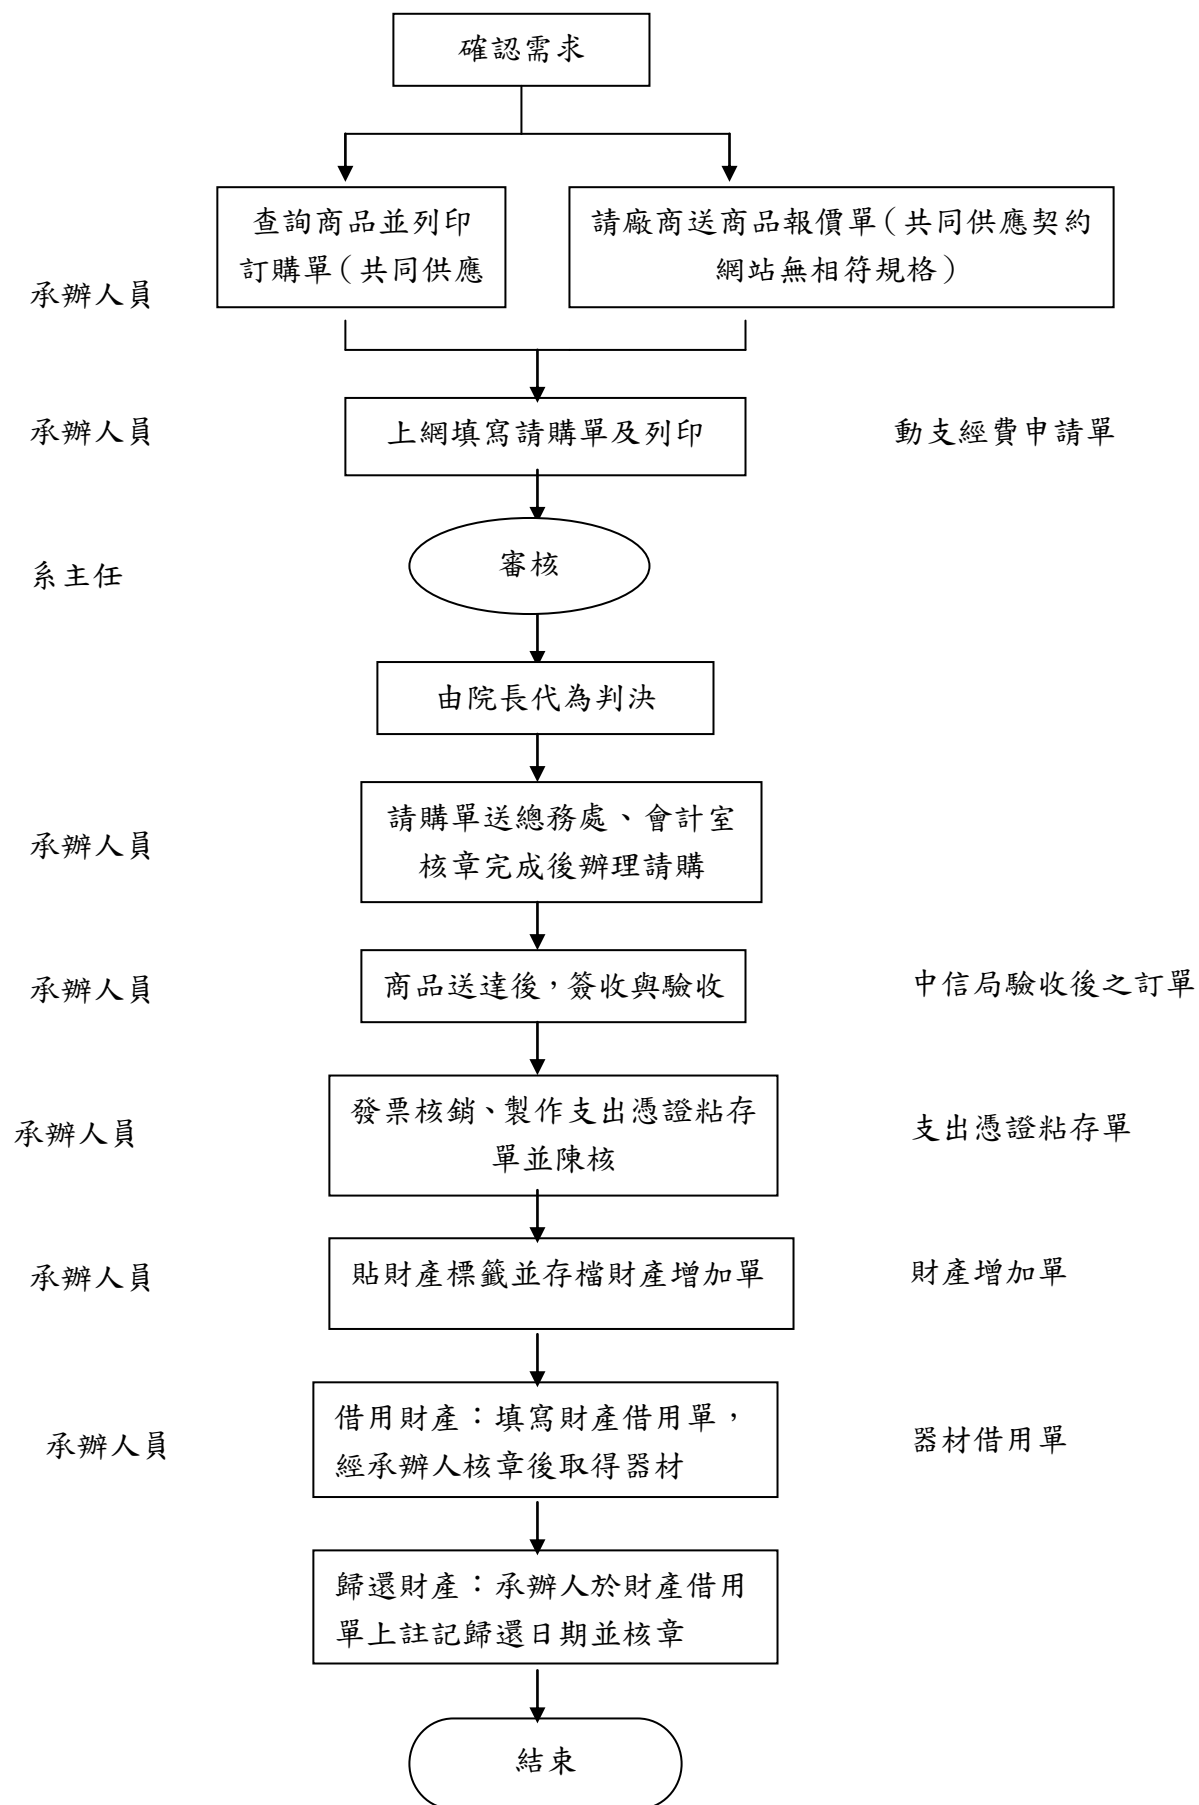 確認需求
查詢商品並列印
訂購單（共同供應
請廠商送商品報價單（共同供應契約
網站無相符規格）
承辦人員
承辦人員
上網填寫請購單及列印
動支經費申請單
系主任
審核
由院長代為判決
承辦人員
請購單送總務處、會計室
核章完成後辦理請購
承辦人員
商品送達後，簽收與驗收
中信局驗收後之訂單
承辦人員
發票核銷、製作支出憑證粘存
單並陳核
支出憑證粘存單
承辦人員
貼財產標籤並存檔財產增加單
財產增加單
承辦人員
借用財產：填寫財產借用單，
經承辦人核章後取得器材
器材借用單
歸還財產：承辦人於財產借用
單上註記歸還日期並核章
結束